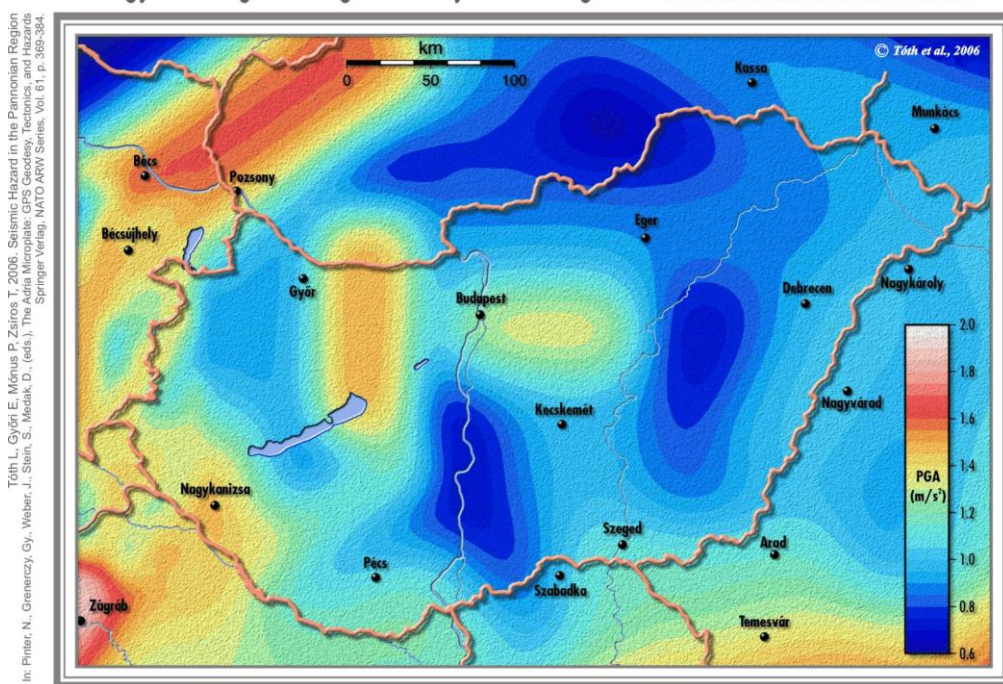 Tóth L, Győri E, Mónus P, Zsíros T, 2006. Seismic Hazard in the Pannonian Region
In: Pinter, N., Grenerczy, Gy., Weber, J., Stein, S., Medak, D., (eds.), The Adria Microplate: GPS Geodesy, Tectonics, and Hazards
Springer Verlag, NATO ARW Series, Vol. 61, p. 369-384.
km
0 50 100
© Tóth et al., 2006
Kassa
Munkács
Bécs
Pozsony
Bécsújhely
Eger
Győr
Budapest
Debrecen
Nagykároly
Kecskemét
Nagyvárad
Nagykanizsa
Szeged
Arad
Pécs
Szabadka
Zágráb
Temesvár
2,0
1,8
1,6
1,4
PGA
(m/s²)
1,2
1,0
0,8
0,6